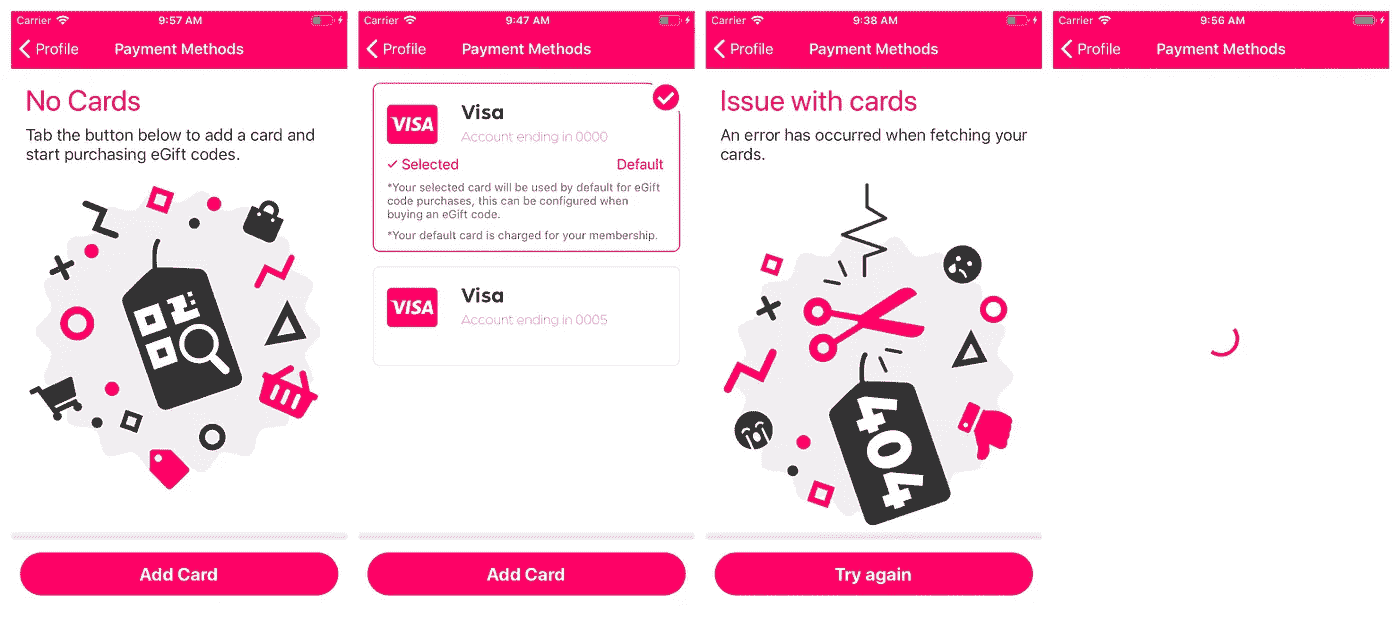 Carrier 9:57 AM
Profile Payment Methods
No Cards
Tab the button below to add a card and
start purchasing eGift codes.
Add Card
Carrier 9:47 AM
Profile Payment Methods
VISA Visa
Account ending in 0000
Selected Default
*Your selected card will be used by default for eGift
code purchases, this can be configured when
buying an eGift code.
*Your default card is charged for your membership.
VISA Visa
Account ending in 0005
Add Card
Carrier 9:38 AM
Profile Payment Methods
Issue with cards
An error has occurred when fetching your
cards.
404
Try again
Carrier 9:56 AM
Profile Payment Methods